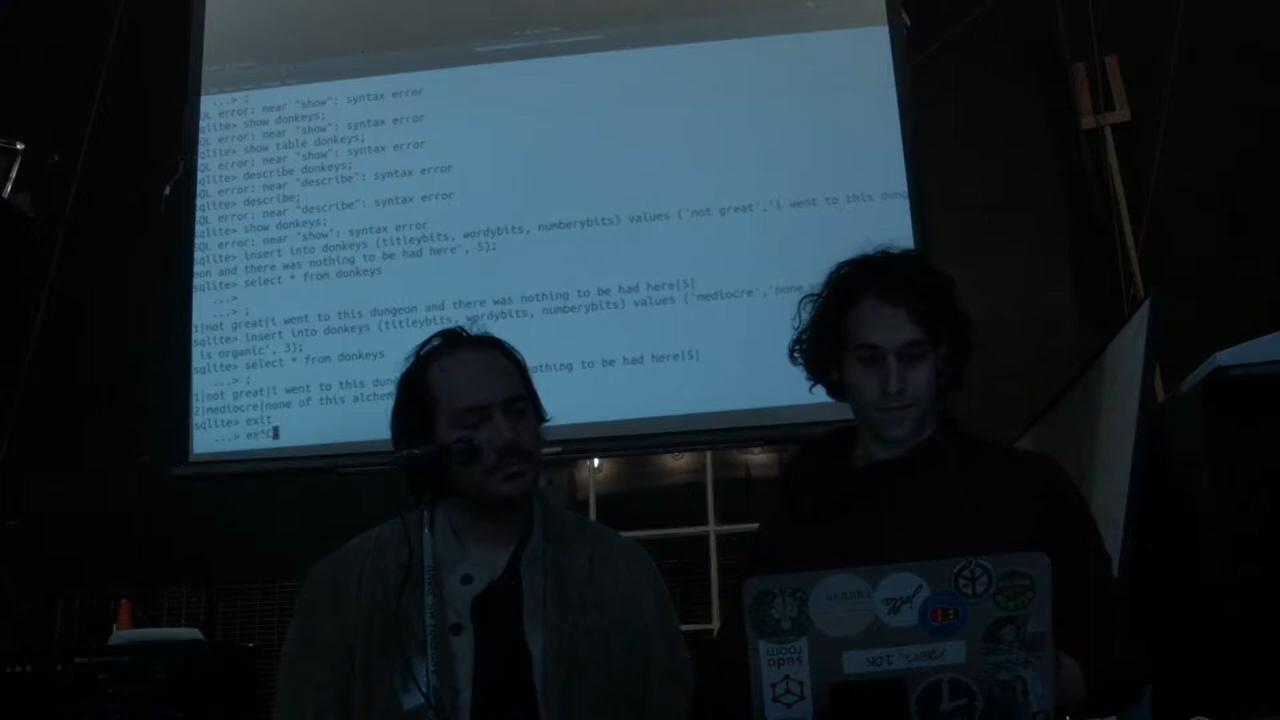 ...> ;
QL error: near "show": syntax error
qlite> show donkeys;
QL error: near "show": syntax error
qlite> show table donkeys;
QL error: near "show": syntax error
qlite> describe donkeys;
QL error: near "describe": syntax error
qlite> describe;
QL error: near "describe": syntax error
qlite> show donkeys;
QL error: near "show": syntax error
sqlite> insert into donkeys (titleybits, wordybits, numberybits) values ('not great','i went to this dung
eon and there was nothing to be had here', 5);
sqlite> select * from donkeys
...>
...> ;
1|not great|i went to this dungeon and there was nothing to be had here|5|
sqlite> insert into donkeys (titleybits, wordybits, numberybits) values ('mediocre','none
is organic', 3);
sqlite> select * from donkeys
...> ;
1|not great|i went to this dun nothing to be had here|5|
2|mediocre|none of this alchem
sqlite> exit
...> ex^C
jolla
sudo
room